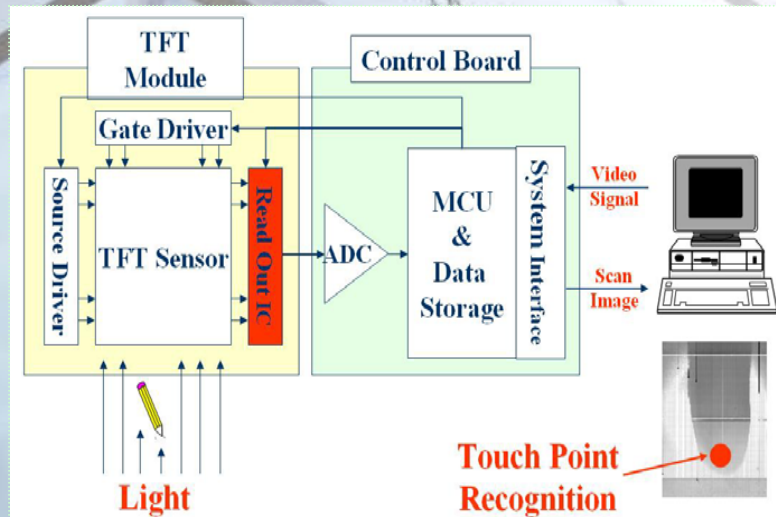 TFT
Module
Control Board
Gate Driver
Source Driver
TFT Sensor
Read Out IC
ADC
MCU
&
Data
Storage
System Interface
Video
Signal
Scan
Image
Light
Touch Point
Recognition